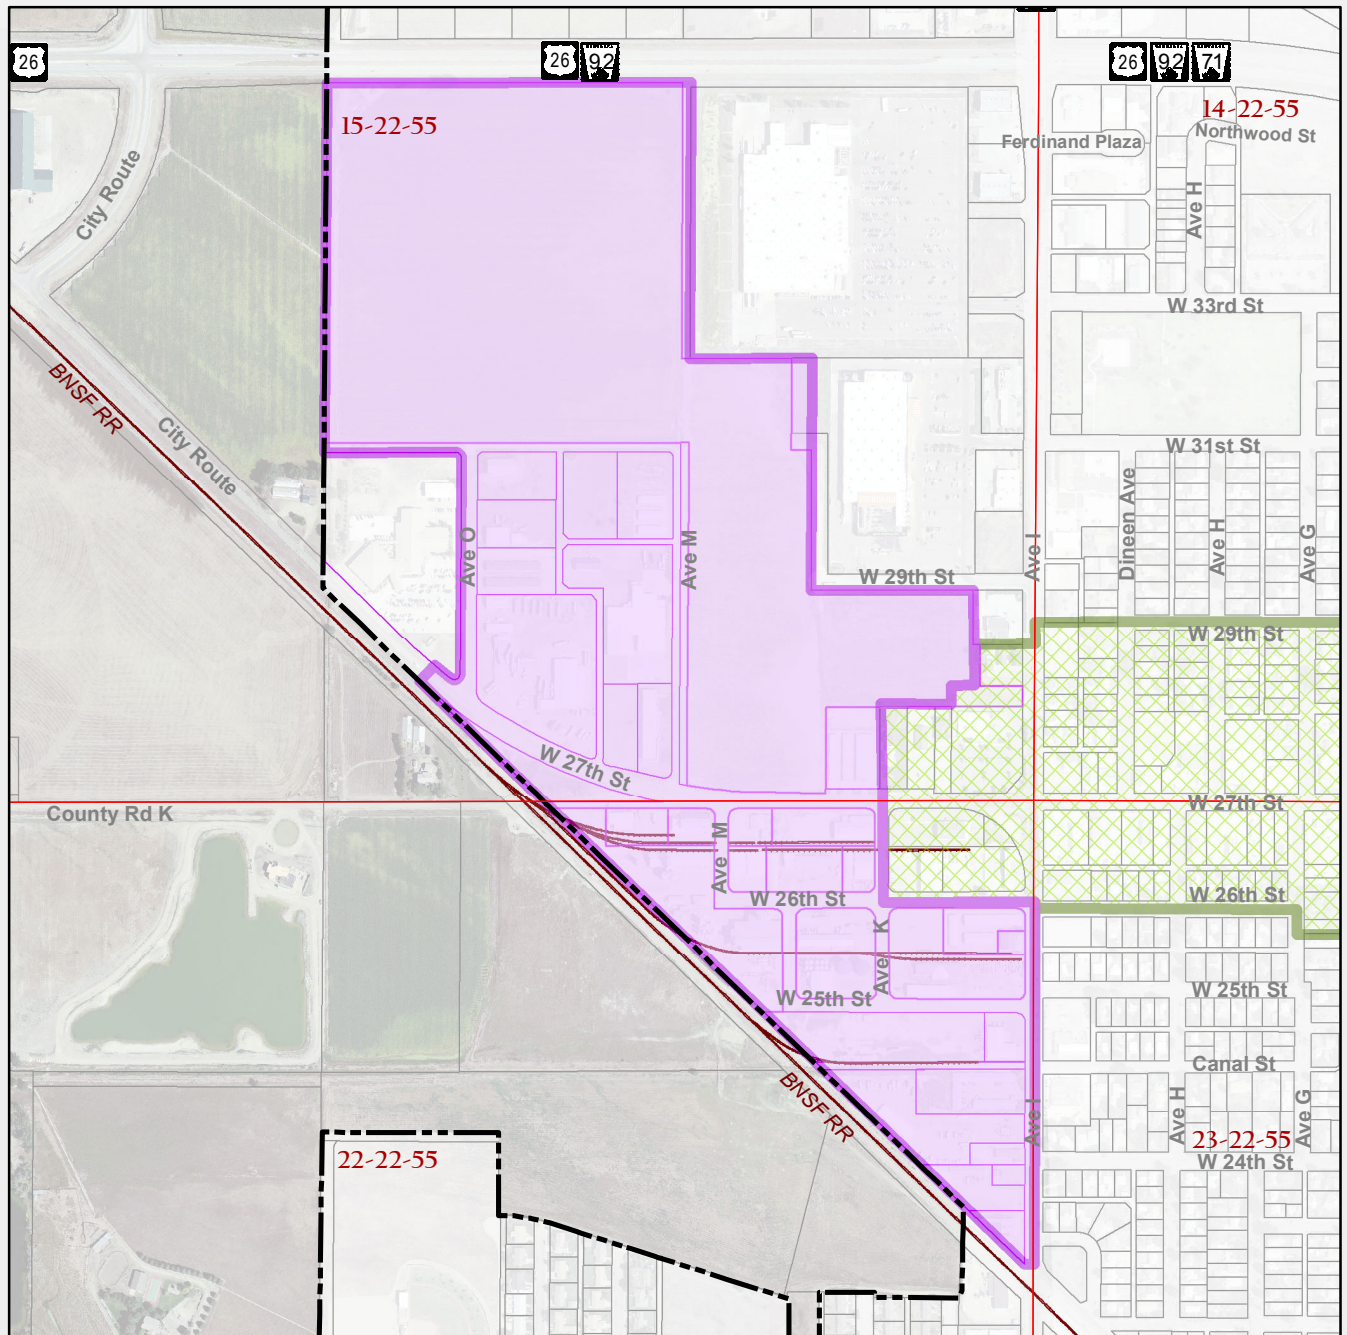 26
26
92
26
92
71
15-22-55
14-22-55
Northwood St
Ferdinand Plaza
City Route
Ave H
W 33rd St
BNSF RR
City Route
W 31st St
Dineen Ave
Ave H
Ave G
Ave O
Ave M
Ave I
W 29th St
W 29th St
W 27th St
W 27th St
County Rd K
Ave M
W 26th St
W 26th St
Ave K
W 25th St
W 25th St
Canal St
BNSF RR
Ave I
Ave H
Ave G
23-22-55
W 24th St
22-22-55